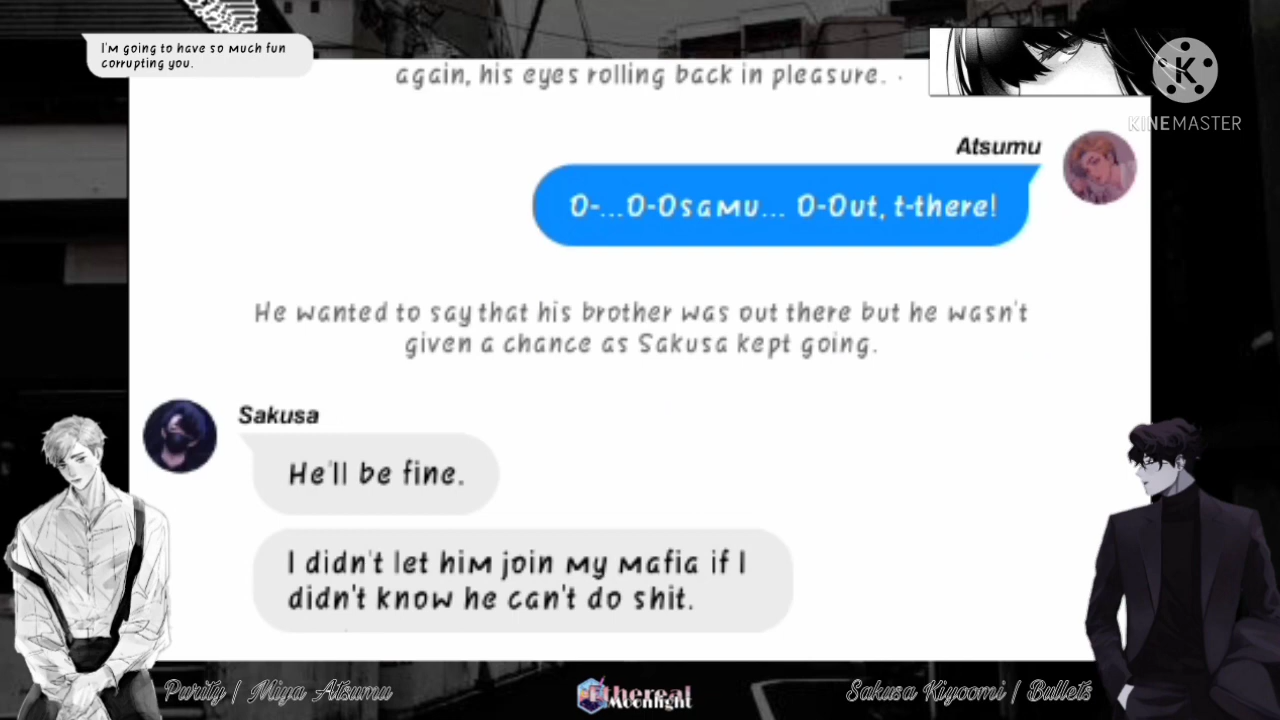 I'm going to have so much fun
corrupting you.
again, his eyes rolling back in pleasure.
KINEMASTER
Atsumu
O-...O-Osamu... O-Out, t-there!
He wanted to say that his brother was out there but he wasn't
given a chance as Sakusa kept going.
Sakusa
He'll be fine.
I didn't let him join my mafia if I
didn't know he can't do shit.
Purity | Miya Atsumu
Ethereal
Moonlight
Sakusa Kiyoomi | Bullets